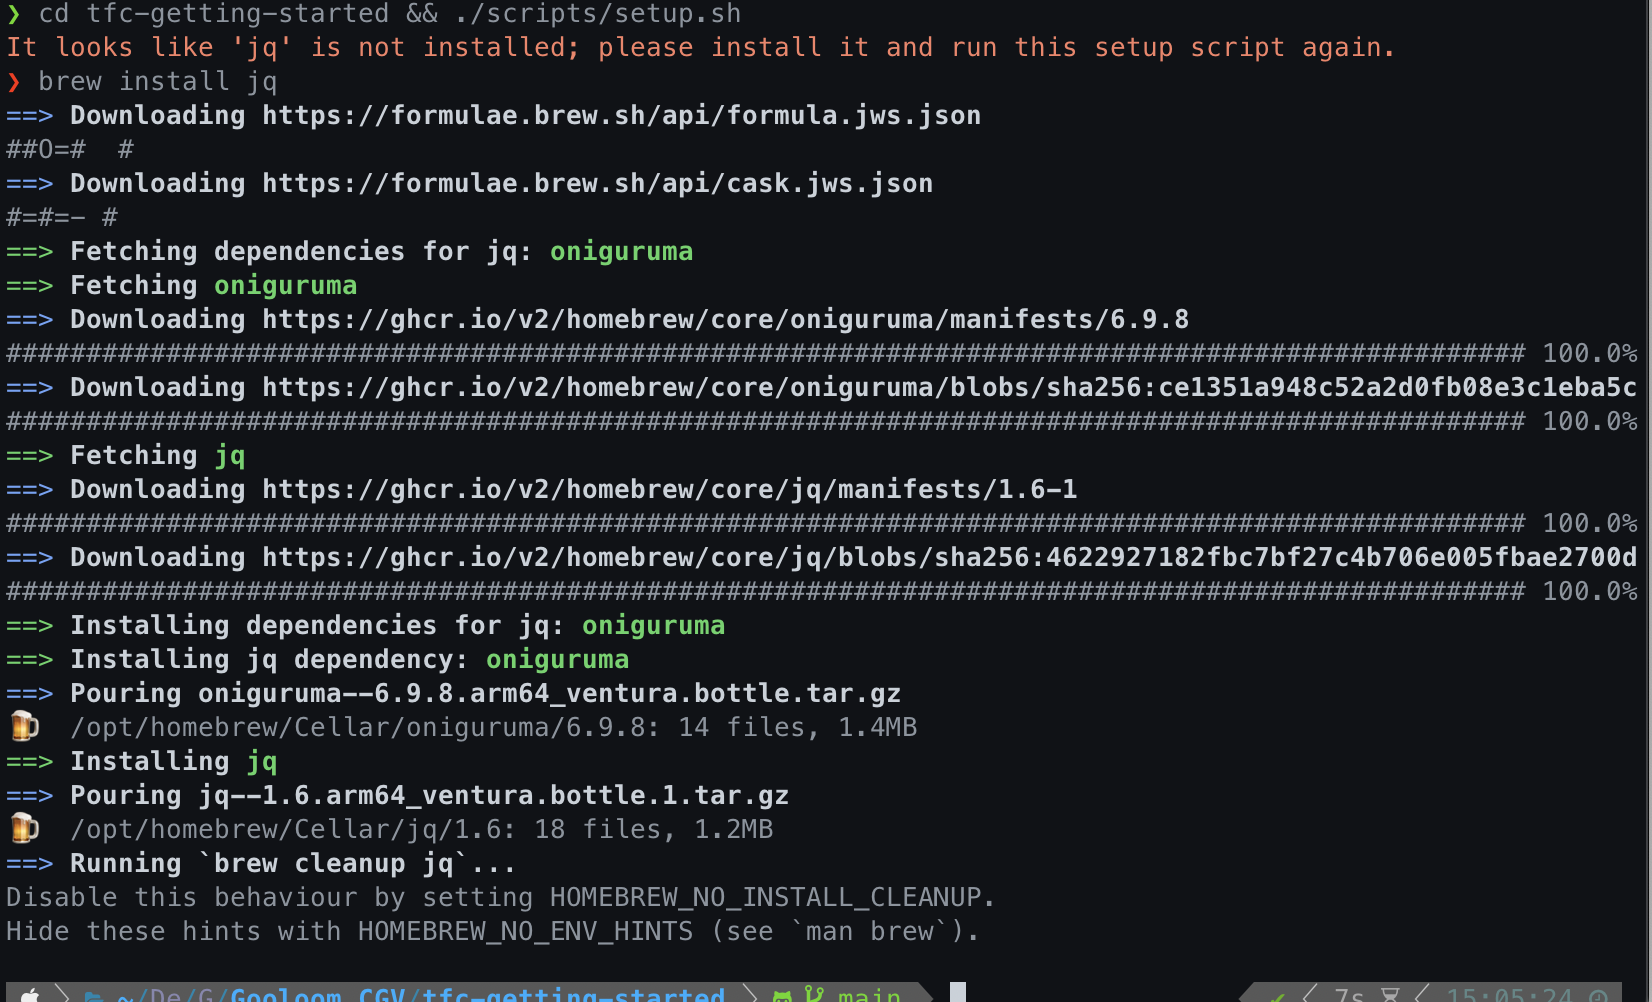 ❯ cd tfc-getting-started && ./scripts/setup.sh
It looks like 'jq' is not installed; please install it and run this setup script again.
❯ brew install jq
==> Downloading https://formulae.brew.sh/api/formula.jws.json
##O=#  #
==> Downloading https://formulae.brew.sh/api/cask.jws.json
#=#=- #
==> Fetching dependencies for jq: oniguruma
==> Fetching oniguruma
==> Downloading https://ghcr.io/v2/homebrew/core/oniguruma/manifests/6.9.8
############################################################################################### 100.0%
==> Downloading https://ghcr.io/v2/homebrew/core/oniguruma/blobs/sha256:ce1351a948c52a2d0fb08e3c1eba5c
############################################################################################### 100.0%
==> Fetching jq
==> Downloading https://ghcr.io/v2/homebrew/core/jq/manifests/1.6-1
############################################################################################### 100.0%
==> Downloading https://ghcr.io/v2/homebrew/core/jq/blobs/sha256:4622927182fbc7bf27c4b706e005fbae2700d
############################################################################################### 100.0%
==> Installing dependencies for jq: oniguruma
==> Installing jq dependency: oniguruma
==> Pouring oniguruma--6.9.8.arm64_ventura.bottle.tar.gz
🍺  /opt/homebrew/Cellar/oniguruma/6.9.8: 14 files, 1.4MB
==> Installing jq
==> Pouring jq--1.6.arm64_ventura.bottle.1.tar.gz
🍺  /opt/homebrew/Cellar/jq/1.6: 18 files, 1.2MB
==> Running `brew cleanup jq`...
Disable this behaviour by setting HOMEBREW_NO_INSTALL_CLEANUP.
Hide these hints with HOMEBREW_NO_ENV_HINTS (see `man brew`).
~/De/G/Gooloom_CGV/tfc-getting-started main ✔ 7s 15:05:24